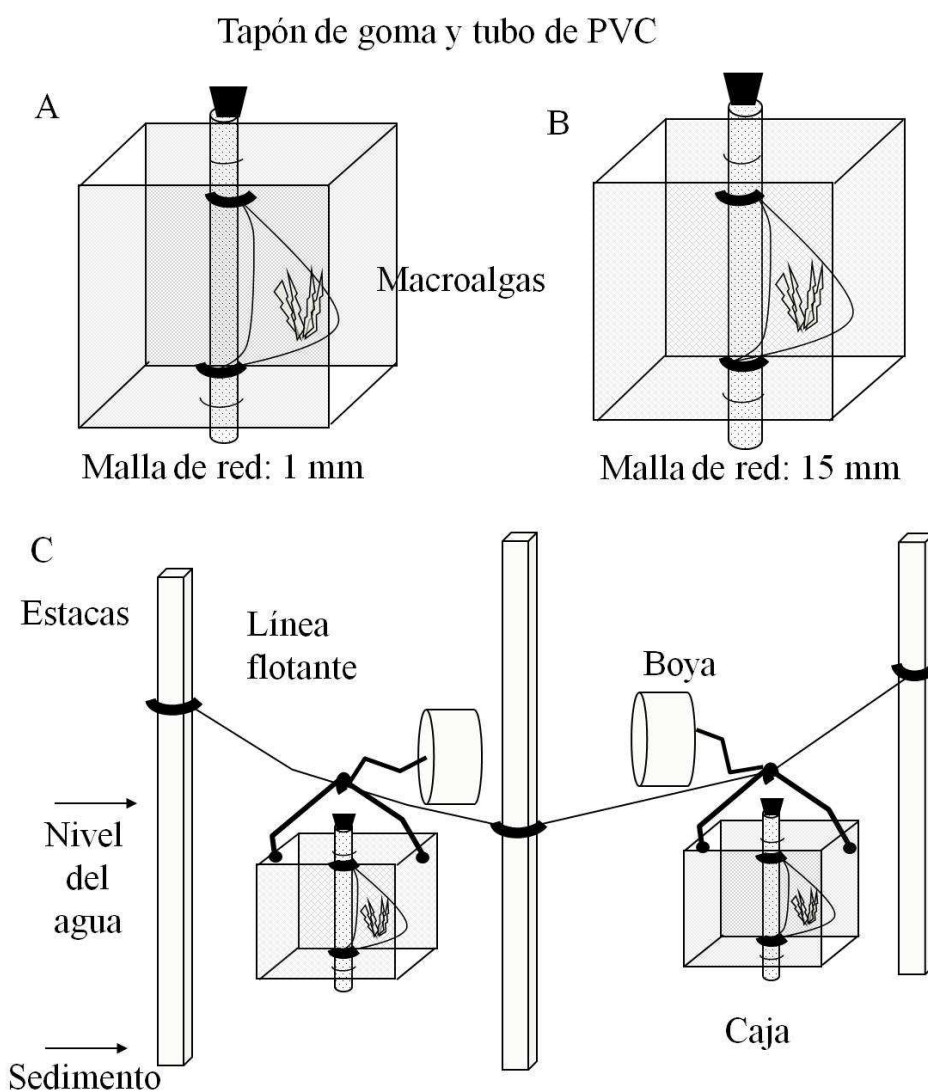 Tapón de goma y tubo de PVC
A
B
Macroalgas
Malla de red: 1 mm
Malla de red: 15 mm
C
Estacas
Línea
flotante
Boya
Nivel
del
agua
Caja
Sedimento